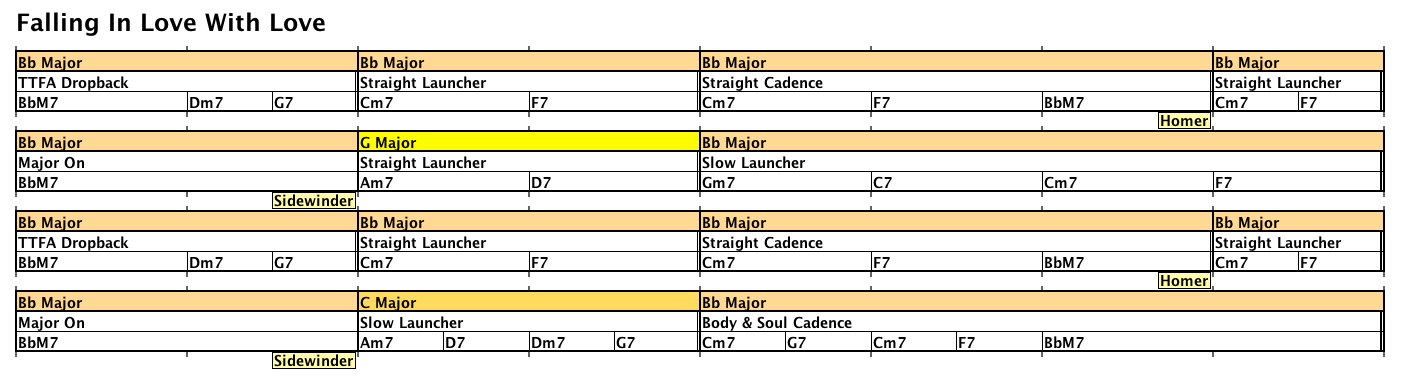 Falling In Love With Love
Bb Major Bb Major Bb Major Bb Major
TTFA Dropback Straight Launcher Straight Cadence Straight Launcher
BbM7 Dm7 G7 Cm7 F7 Cm7 F7 BbM7 Cm7 F7
Homer
Bb Major G Major Bb Major
Major On Straight Launcher Slow Launcher
BbM7 Am7 D7 Gm7 C7 Cm7 F7
Sidewinder
Bb Major Bb Major Bb Major Bb Major
TTFA Dropback Straight Launcher Straight Cadence Straight Launcher
BbM7 Dm7 G7 Cm7 F7 Cm7 F7 BbM7 Cm7 F7
Homer
Bb Major C Major Bb Major
Major On Slow Launcher Body & Soul Cadence
BbM7 Am7 D7 Dm7 G7 Cm7 G7 Cm7 F7 BbM7
Sidewinder